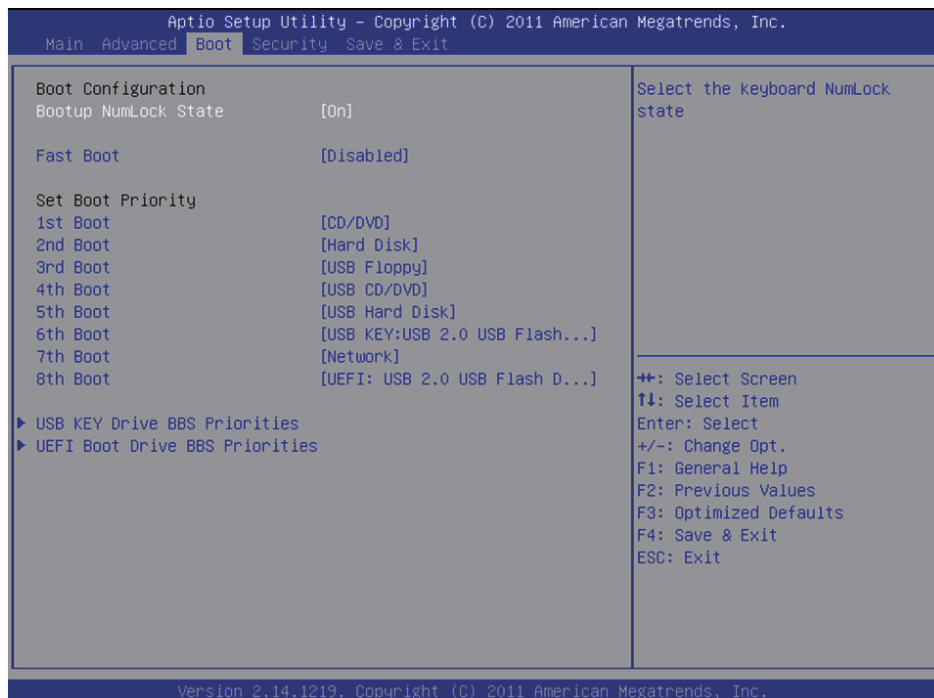 Aptio Setup Utility – Copyright (C) 2011 American Megatrends, Inc.
Main Advanced Boot Security Save & Exit
Boot Configuration
Bootup NumLock State [On]
Fast Boot [Disabled]
Set Boot Priority
1st Boot [CD/DVD]
2nd Boot [Hard Disk]
3rd Boot [USB Floppy]
4th Boot [USB CD/DVD]
5th Boot [USB Hard Disk]
6th Boot [USB KEY:USB 2.0 USB Flash...]
7th Boot [Network]
8th Boot [UEFI: USB 2.0 USB Flash D...]
▶ USB KEY Drive BBS Priorities
▶ UEFI Boot Drive BBS Priorities
Select the keyboard NumLock
state
→←: Select Screen
↑↓: Select Item
Enter: Select
+/-: Change Opt.
F1: General Help
F2: Previous Values
F3: Optimized Defaults
F4: Save & Exit
ESC: Exit
Version 2.14.1219. Copyright (C) 2011 American Megatrends, Inc.